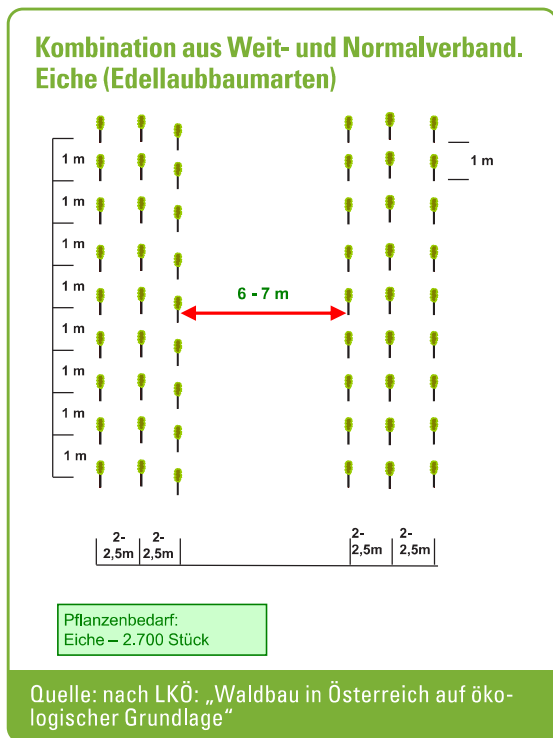 Kombination aus Weit- und Normalverband.
Eiche (Edellaubbaumarten)
1 m
1 m
1 m
1 m
1 m
1 m
1 m
1 m
1 m
6 - 7 m
2-
2,5m
2-
2,5m
2-
2,5m
2-
2,5m
Pflanzenbedarf:
Eiche – 2.700 Stück
Quelle: nach LKÖ: „Waldbau in Österreich auf öko-
logischer Grundlage“